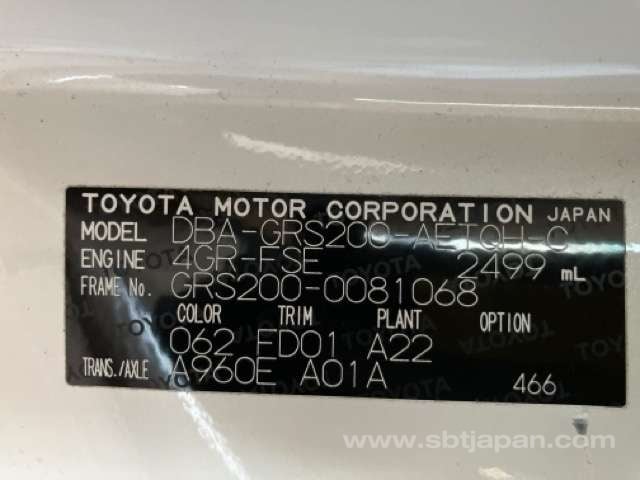 TOYOTA MOTOR CORPORATION JAPAN
MODEL DBA-GRS200-AETQH-C
ENGINE 4GR-FSE 2499 mL
FRAME No. GRS200-0081068
COLOR TRIM PLANT OPTION
062 FD01 A22
TRANS./AXLE A960E A01A 466
www.sbtjapan.com